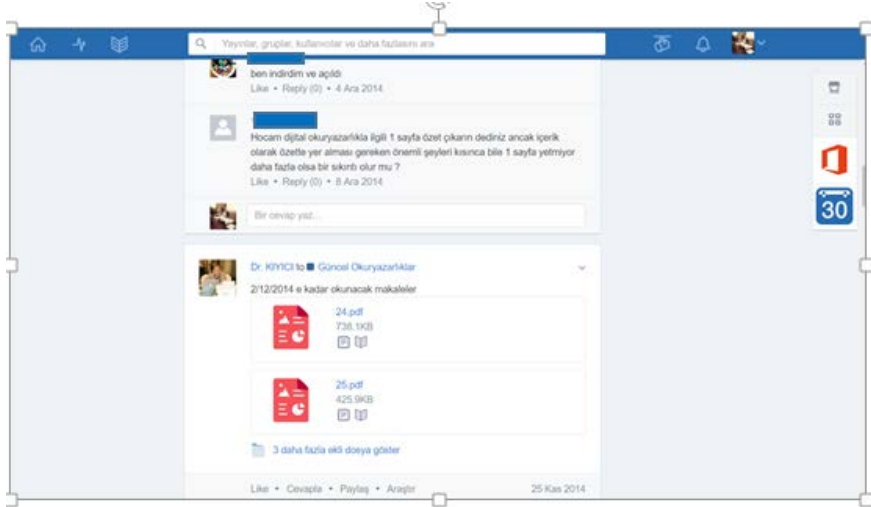 Yayınlar, gruplar, kullanıcılar ve daha fazlasını ara
ben indirdim ve açıldı
Like • Reply (0) • 4 Ara 2014
Hocam dijital okuryazarlıkla ilgili 1 sayfa özet çıkarın dediniz ancak içerik
olarak özette yer alması gereken önemli şeyleri kısınca bile 1 sayfa yetmiyor
daha fazla olsa bir sıkıntı olur mu ?
Like • Reply (0) • 8 Ara 2014
Bir cevap yaz...
30
Dr. KIYICI to Güncel Okuryazarlıklar
2/12/2014 e kadar okunacak makaleler
24.pdf
738.1KB
25.pdf
425.9KB
3 daha fazla ekli dosya göster
Like • Cevapla • Paylaş • Araştır 25 Kas 2014